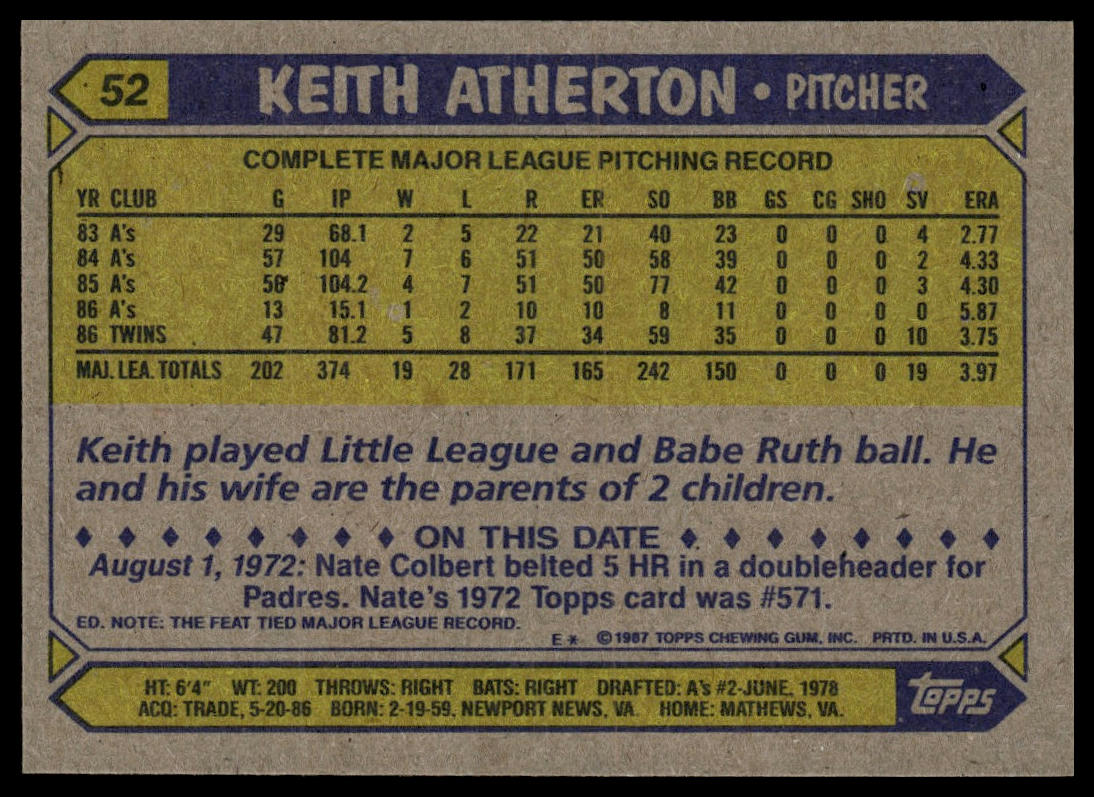 52 KEITH ATHERTON • PITCHER
COMPLETE MAJOR LEAGUE PITCHING RECORD
YR CLUB G IP W L R ER SO BB GS CG SHO SV ERA
83 A's 29 68.1 2 5 22 21 40 23 0 0 0 4 2.77
84 A's 57 104 7 6 51 50 58 39 0 0 0 2 4.33
85 A's 56 104.2 4 7 51 50 77 42 0 0 0 3 4.30
86 A's 13 15.1 1 2 10 10 8 11 0 0 0 0 5.87
86 TWINS 47 81.2 5 8 37 34 59 35 0 0 0 10 3.75
MAJ. LEA. TOTALS 202 374 19 28 171 165 242 150 0 0 0 19 3.97
Keith played Little League and Babe Ruth ball. He
and his wife are the parents of 2 children.
ON THIS DATE
August 1, 1972: Nate Colbert belted 5 HR in a doubleheader for
Padres. Nate's 1972 Topps card was #571.
ED. NOTE: THE FEAT TIED MAJOR LEAGUE RECORD.
E* ©1987 TOPPS CHEWING GUM, INC. PRTD. IN U.S.A.
HT: 6'4" WT: 200 THROWS: RIGHT BATS: RIGHT DRAFTED: A's #2-JUNE, 1978
ACQ: TRADE, 5-20-86 BORN: 2-19-59, NEWPORT NEWS, VA. HOME: MATHEWS, VA.
TOPPS